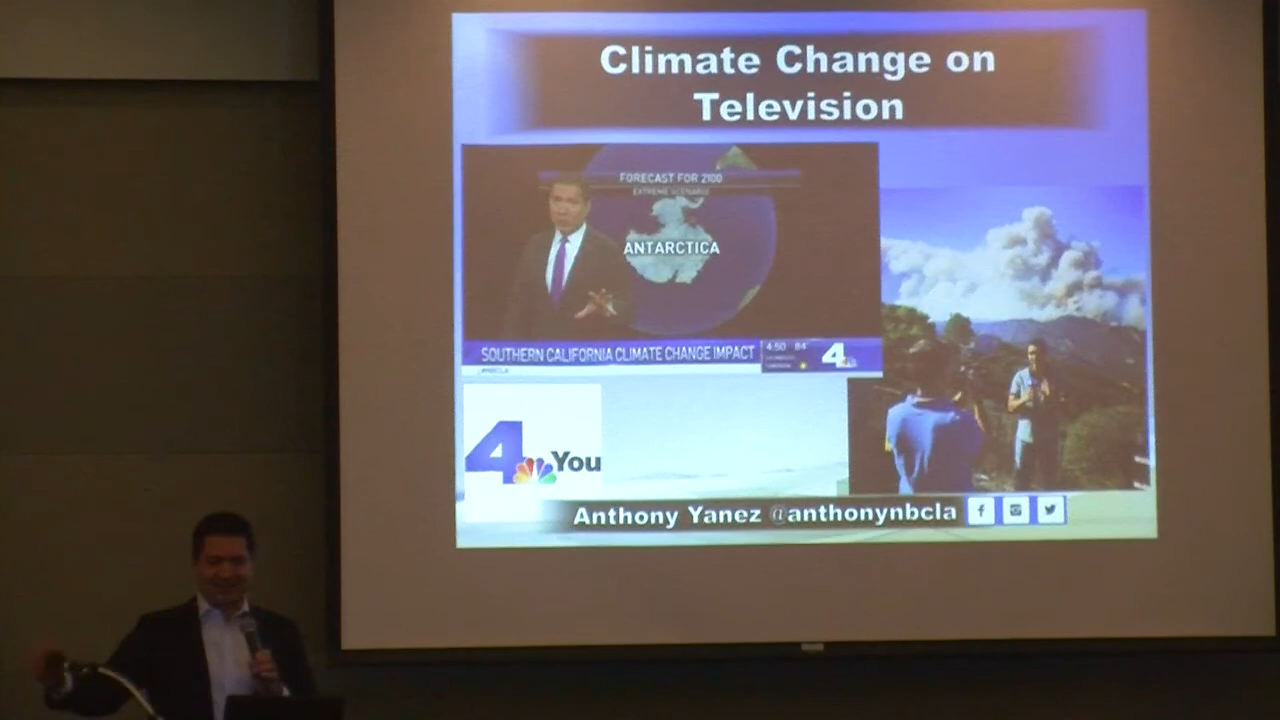 Climate Change on
Television
FORECAST FOR 2100
EXTREME SCENARIO
ANTARCTICA
SOUTHERN CALIFORNIA CLIMATE CHANGE IMPACT
4:50 84
4
#NBCLA
4 You
Anthony Yanez @anthonynbcla